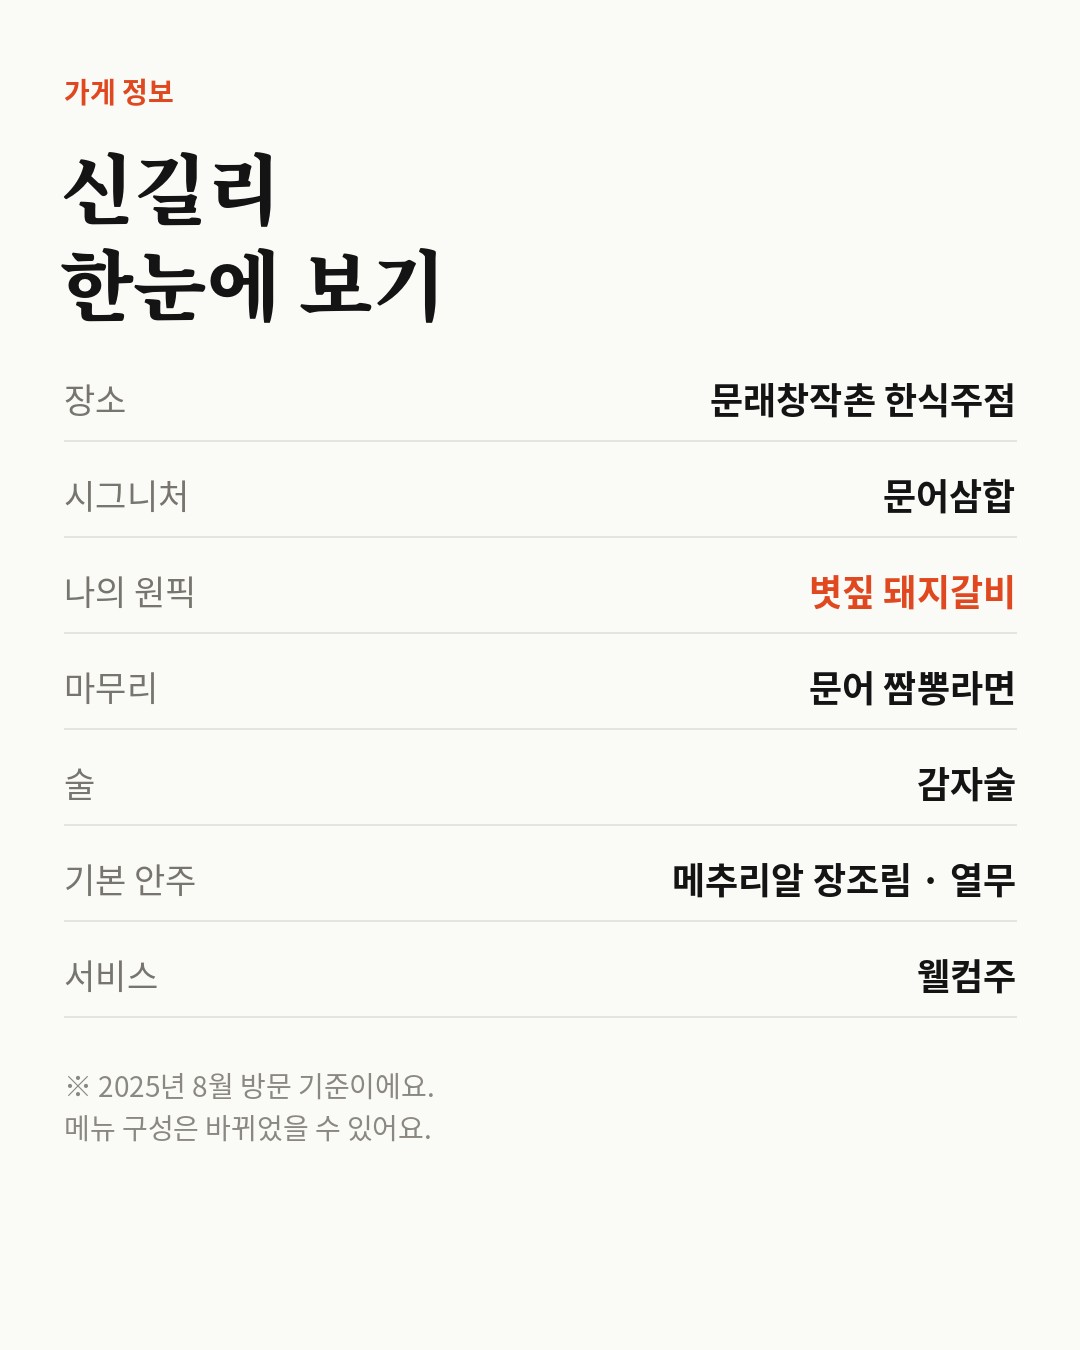 가게 정보
신길리
한눈에 보기
장소 문래창작촌 한식주점
시그니처 문어삼합
나의 원픽 볏짚 돼지갈비
마무리 문어 짬뽕라면
술 감자술
기본 안주 메추리알 장조림 · 열무
서비스 웰컴주
※ 2025년 8월 방문 기준이에요.
메뉴 구성은 바뀌었을 수 있어요.